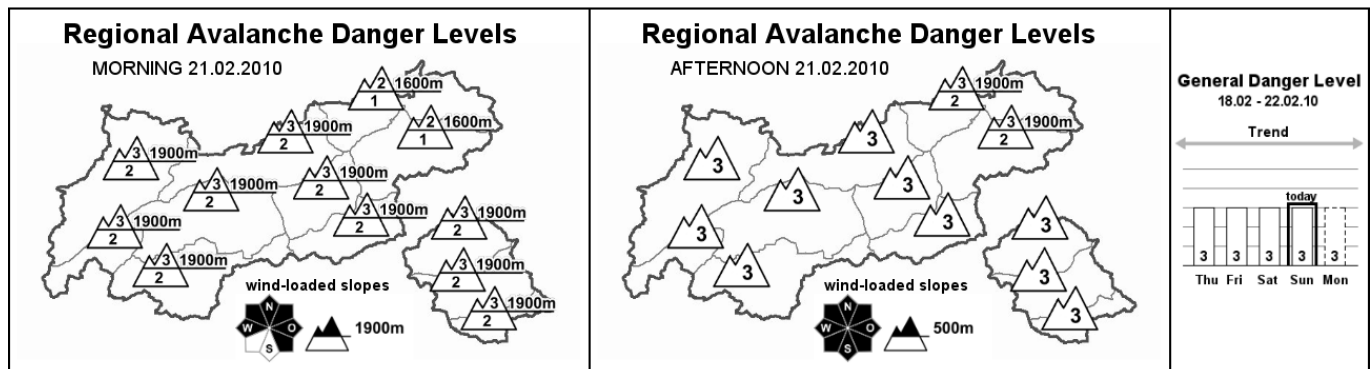 Regional Avalanche Danger Levels
MORNING 21.02.2010
2 1600m
1
3 1900m
2
2 1600m
1
3 1900m
2
3 1900m
2
3 1900m
2
3 1900m
2
3 1900m
2
3 1900m
2
3 1900m
2
3 1900m
2
3 1900m
2
wind-loaded slopes
N
W O
S
1900m
Regional Avalanche Danger Levels
AFTERNOON 21.02.2010
3 1900m
2
3
3 1900m
2
3
3
3
3
3
3
3
3
3
wind-loaded slopes
N
W O
S
500m
General Danger Level
18.02 - 22.02.10
Trend
today
3 3 3 3 3
Thu Fri Sat Sun Mon